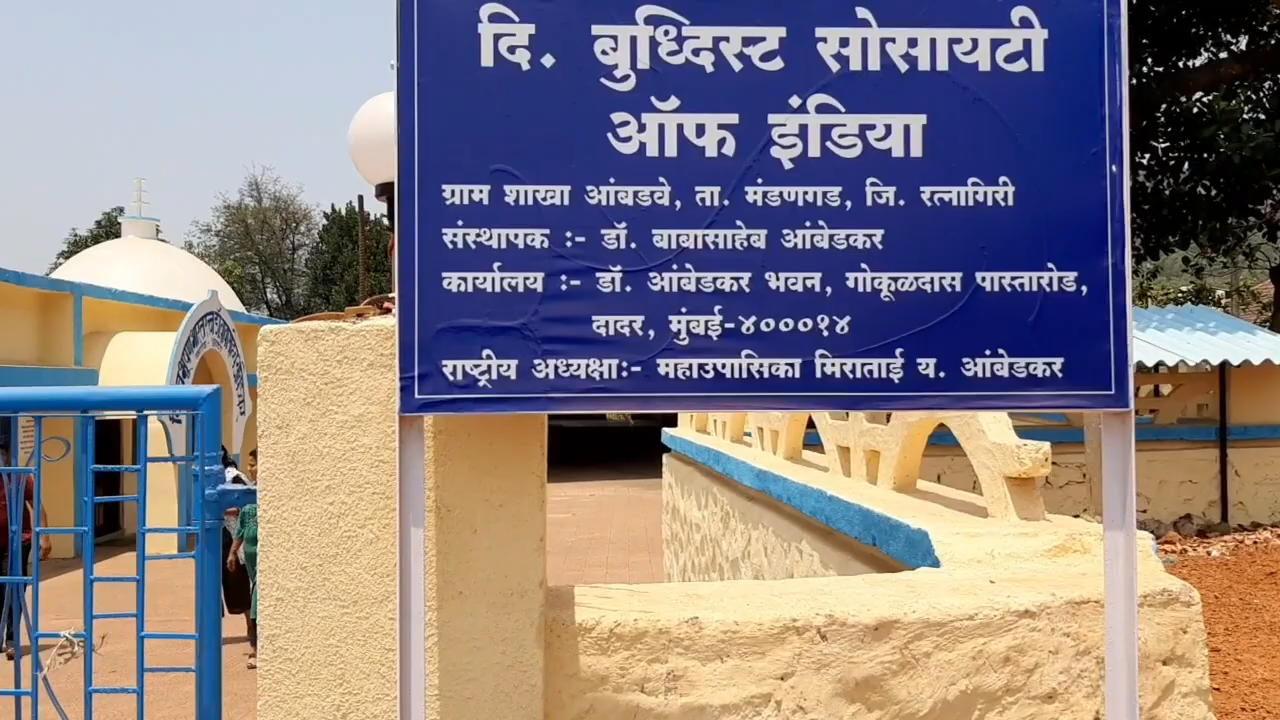 दि. बुध्दिस्ट सोसायटी
ऑफ इंडिया
ग्राम शाखा आंबडवे, ता. मंडणगड, जि. रत्नागिरी
संस्थापक :- डॉ. बाबासाहेब आंबेडकर
कार्यालय :- डॉ. आंबेडकर भवन, गोकूळदास पास्तारोड,
दादर, मुंबई-४०००१४
राष्ट्रीय अध्यक्षा:- महाउपासिका मिराताई य. आंबेडकर